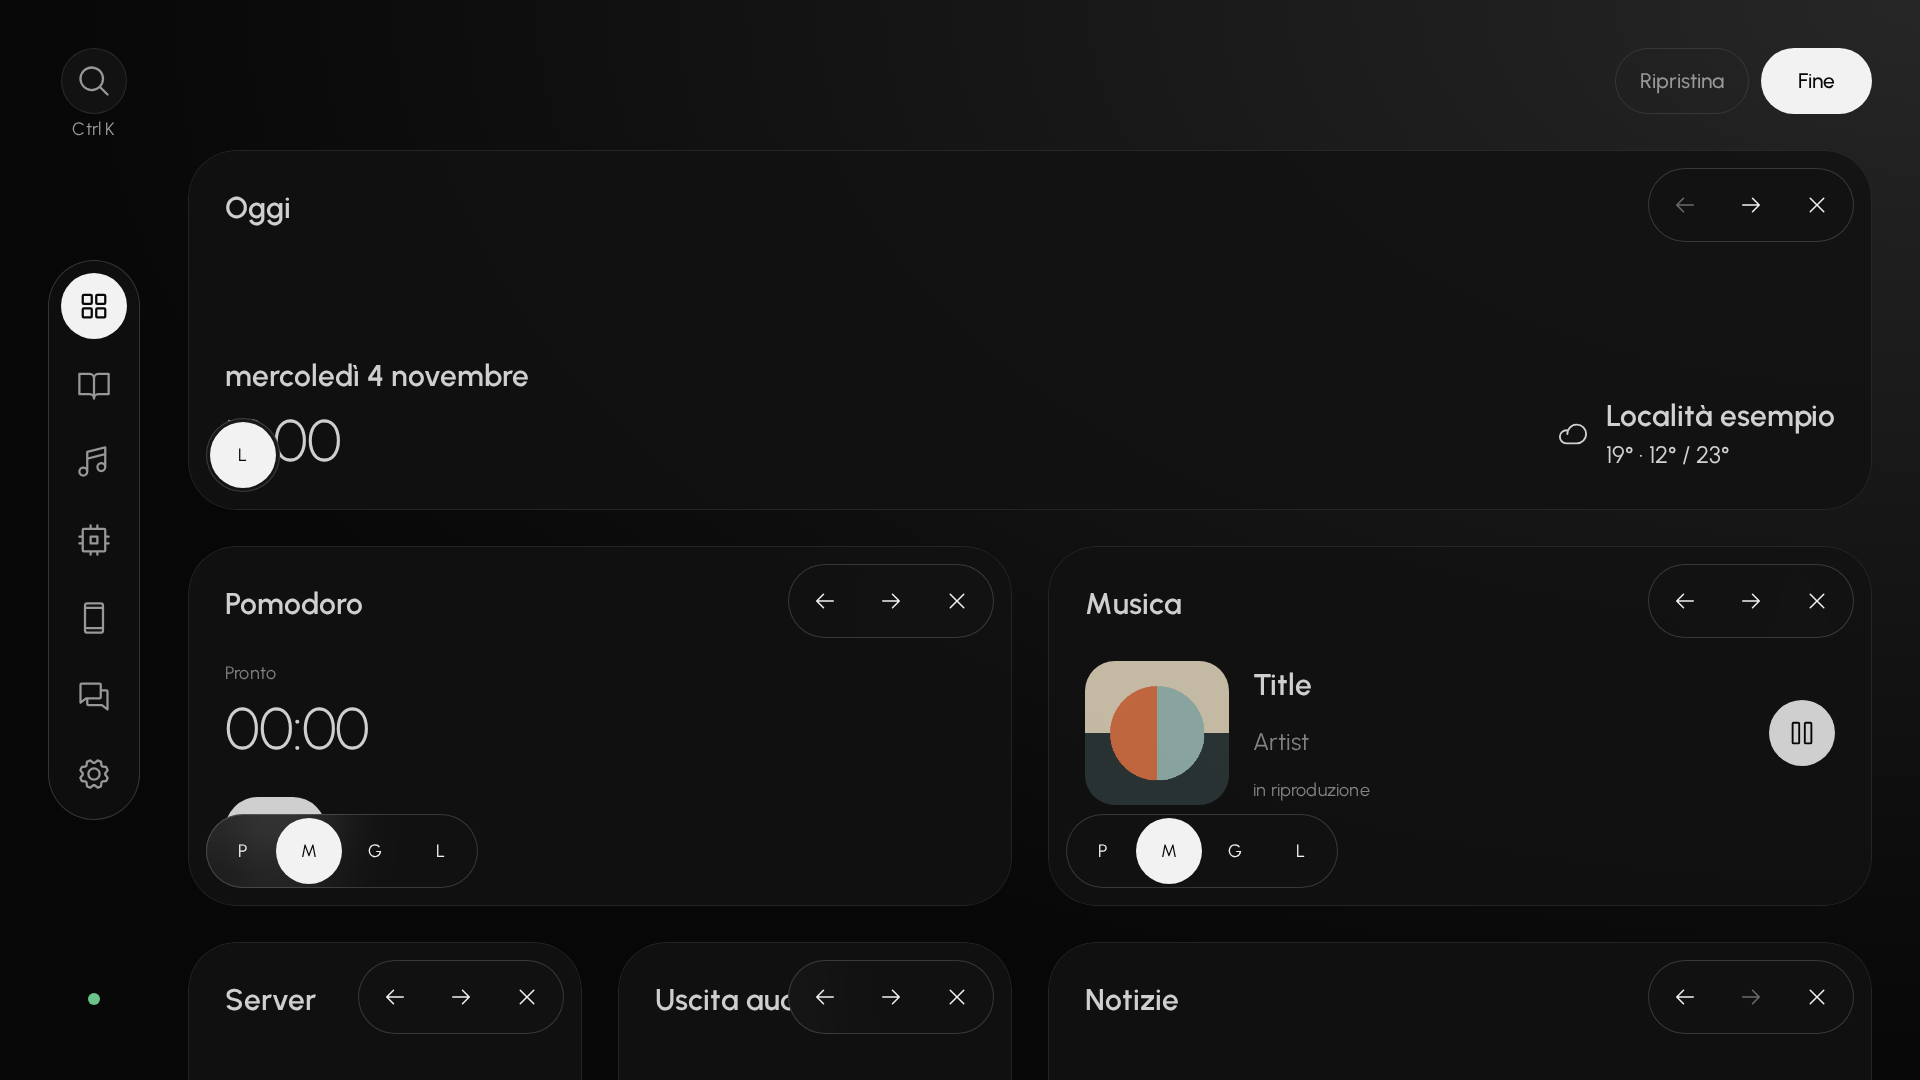 Ripristina
Fine
Ctrl K
Oggi
mercoledì 4 novembre
00
L
Località esempio
19° · 12° / 23°
Pomodoro
Pronto
00:00
P M G L
Musica
Title
Artist
in riproduzione
P M G L
Server
Uscita
Notizie